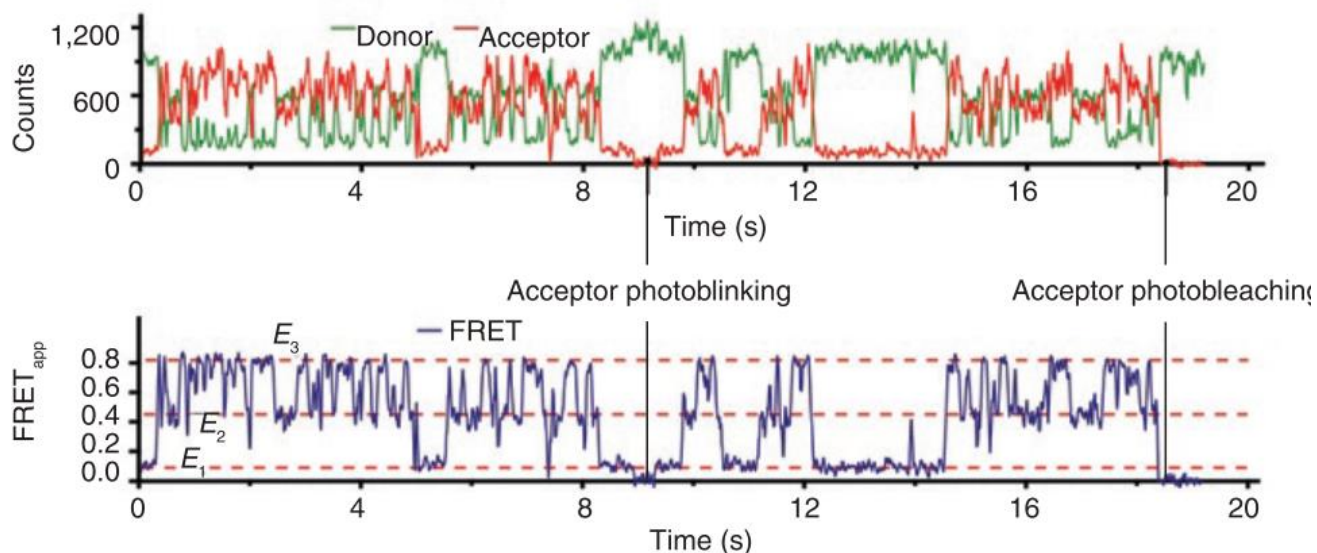 1,200
600
0
Counts
Donor Acceptor
0 4 8 12 16 20
Time (s)
Acceptor photoblinking
Acceptor photobleaching
FRET
0.8
0.6
0.4
0.2
0.0
FRETapp
E3
E2
E1
0 4 8 12 16 20
Time (s)